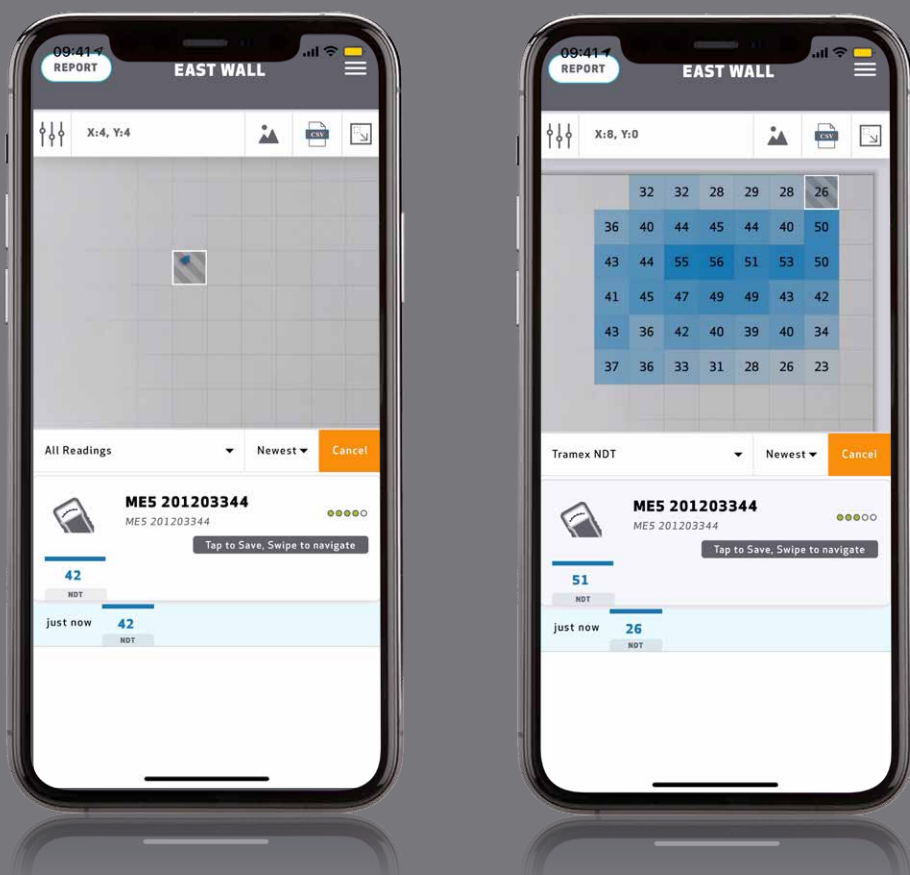 09:41
REPORT
EAST WALL
X:4, Y:4
CSV
All Readings
Newest
Cancel
ME5 201203344
ME5 201203344
Tap to Save, Swipe to navigate
42
NDT
just now
42
NDT
09:41
REPORT
EAST WALL
X:8, Y:0
CSV
32 32 28 29 28 26
36 40 44 45 44 40 50
43 44 55 56 51 53 50
41 45 47 49 49 43 42
43 36 42 40 39 40 34
37 36 33 31 28 26 23
Tramex NDT
Newest
Cancel
ME5 201203344
ME5 201203344
Tap to Save, Swipe to navigate
51
NDT
just now
26
NDT